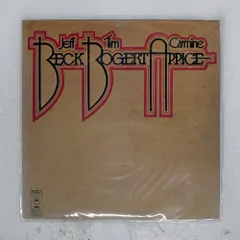 Jeff Tim Carmine
BECK BOGERT APPICE